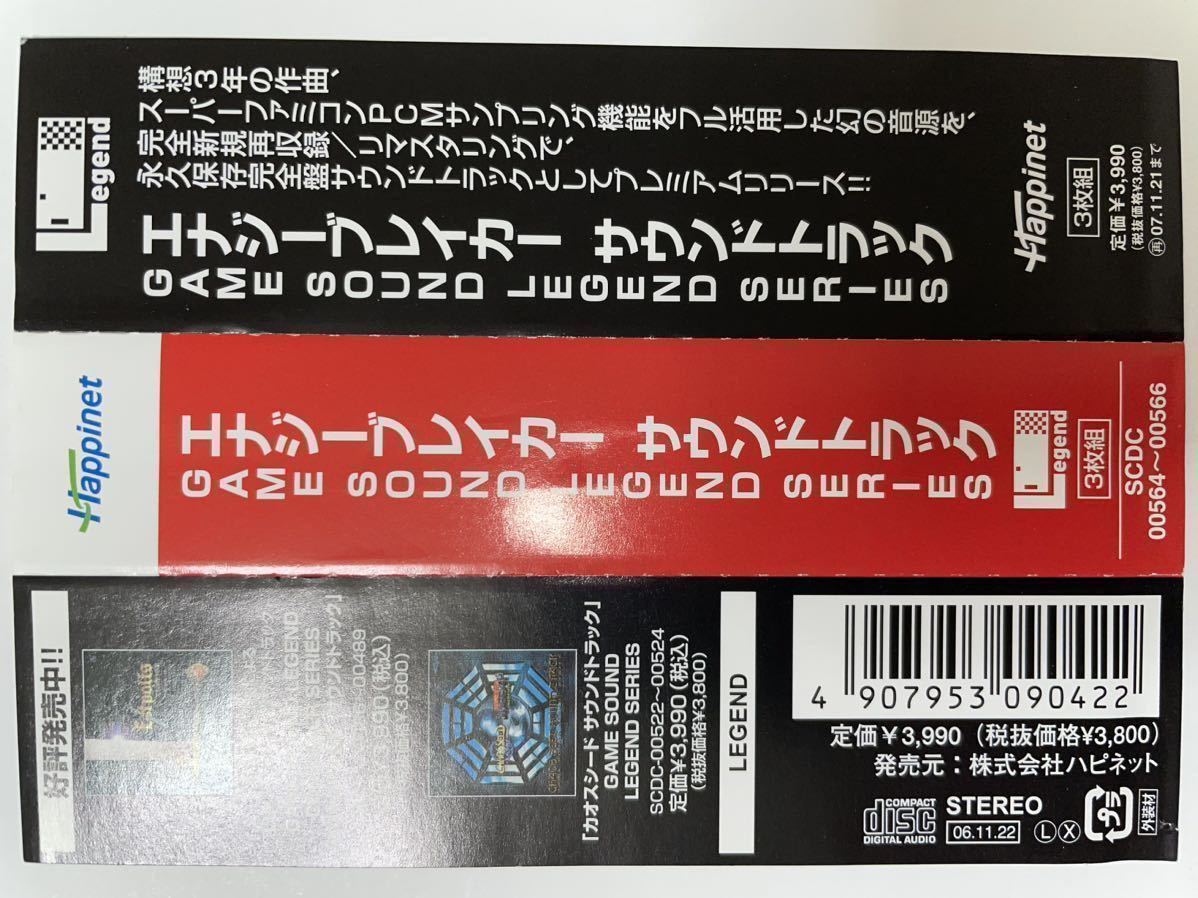 Legend
構想3年の作曲、
スーパーファミコンPCMサンプリング機能をフル活用した幻の音源を、
完全新規再収録／リマスタリングで、
永久保存完全盤サウンドトラックとしてプレミアムリリース!!
エナジーブレイカー サウンドトラック
GAME SOUND LEGEND SERIES
Happinet
3枚組
定価￥3,990
(税抜価格￥3,800)
再 07.11.21まで
Happinet
エナジーブレイカー サウンドトラック
GAME SOUND LEGEND SERIES
Legend
3枚組
SCDC
00564～00566
好評発売中!!
LEGEND
SERIES
ウンドトラック」
00489
990(税込)
3,800)
「カオスシード サウンドトラック」
GAME SOUND
LEGEND SERIES
SCDC-00522～00524
定価￥3,990(税込)
(税抜価格¥3,800)
LEGEND
4 907953 090422
定価￥3,990（税抜価格¥3,800）
発売元：株式会社ハピネット
COMPACT
disc
DIGITAL AUDIO
STEREO
06.11.22
L X
プラ
外装材